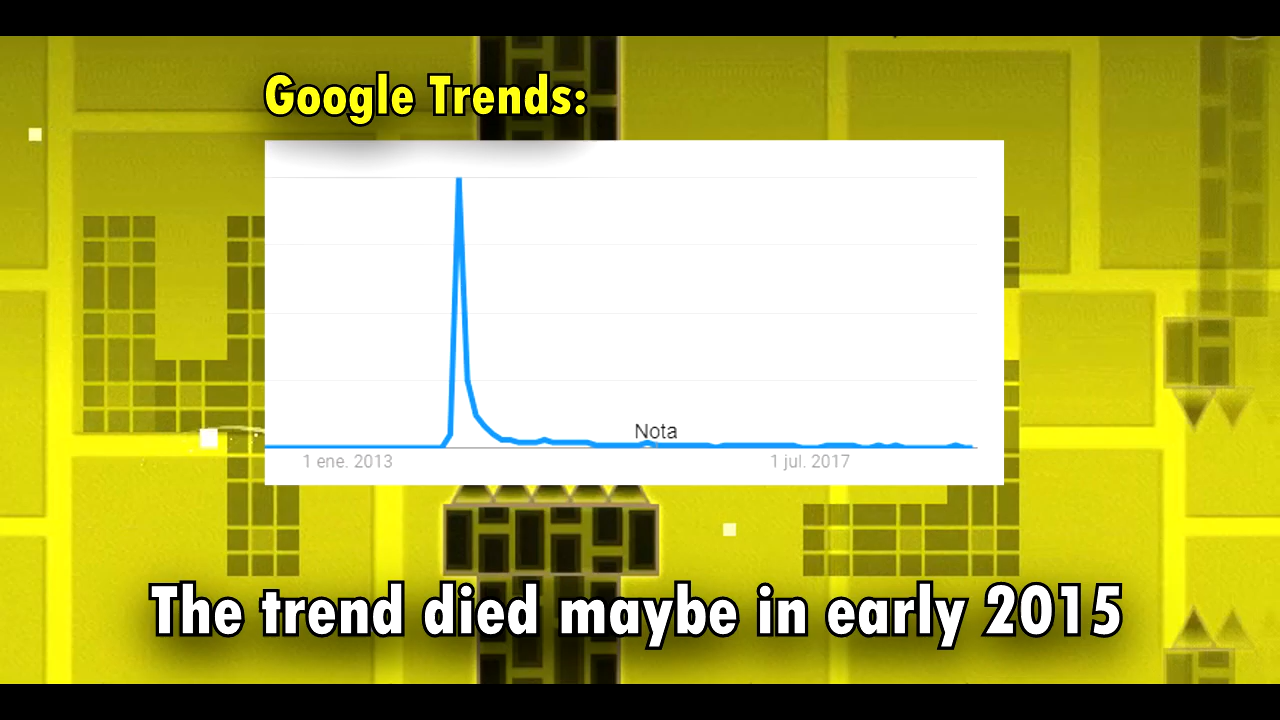 Google Trends:
Nota
1 ene. 2013
1 jul. 2017
The trend died maybe in early 2015